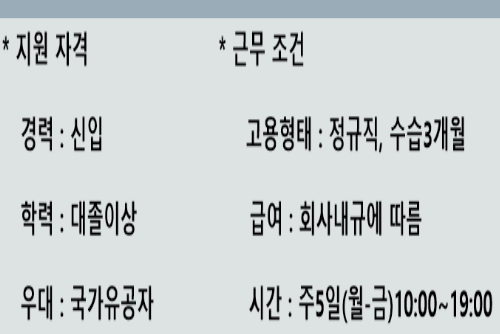 * 지원 자격
경력 : 신입
학력 : 대졸이상
우대 : 국가유공자
* 근무 조건
고용형태 : 정규직, 수습3개월
급여 : 회사내규에 따름
시간 : 주5일(월-금)10:00~19:00